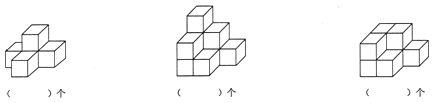 （　　　）个　　（　　　）个　　（　　　）个